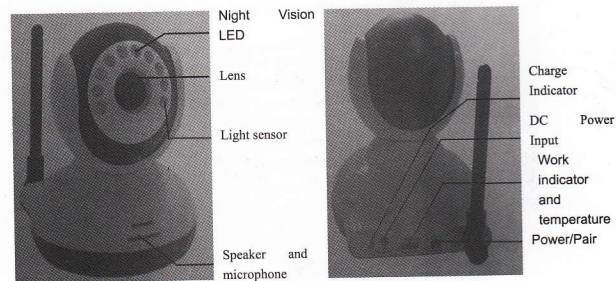 Night Vision
LED
Lens
Light sensor
Speaker and
microphone
Charge
Indicator
DC Power
Input
Work
indicator
and
temperature
Power/Pair